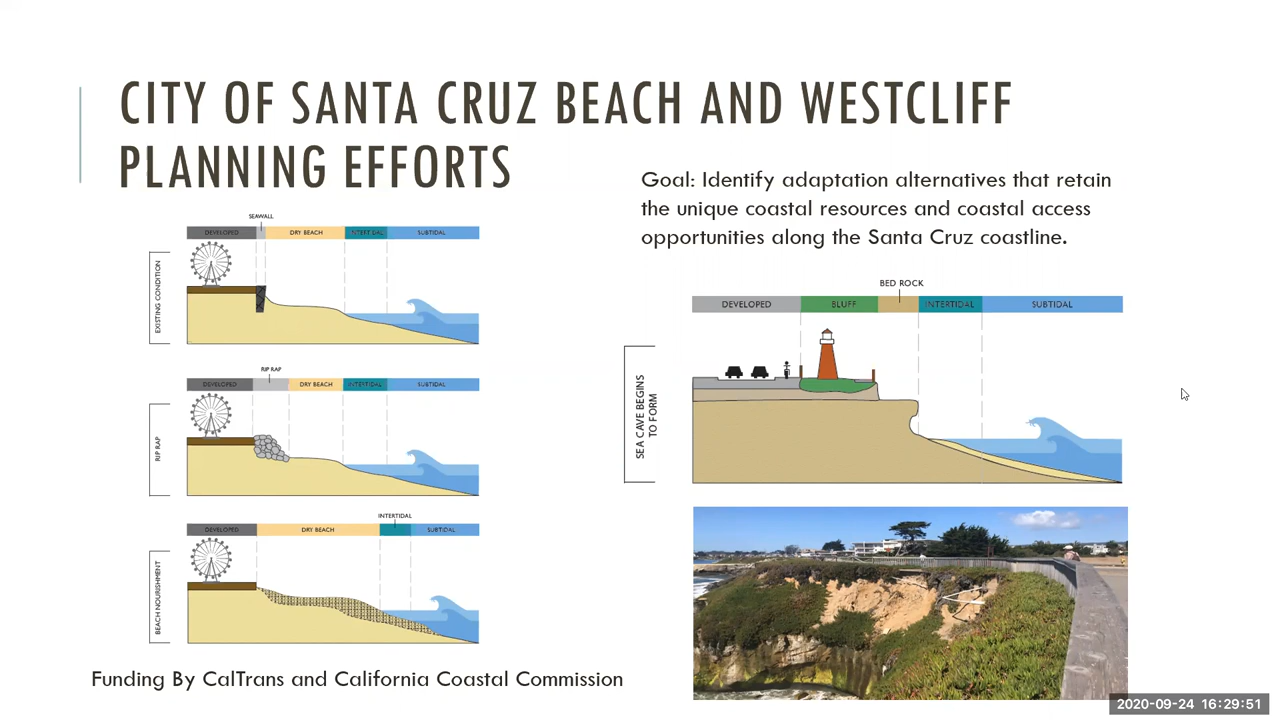 CITY OF SANTA CRUZ BEACH AND WESTCLIFF
PLANNING EFFORTS
Goal: Identify adaptation alternatives that retain
the unique coastal resources and coastal access
opportunities along the Santa Cruz coastline.
SEAWALL
DEVELOPED DRY BEACH INTERTIDAL SUBTIDAL
EXISTING CONDITION
RIP RAP
DEVELOPED DRY BEACH INTERTIDAL SUBTIDAL
RIP RAP
INTERTIDAL
DEVELOPED DRY BEACH SUBTIDAL
BEACH NOURISHMENT
BED ROCK
DEVELOPED BLUFF INTERTIDAL SUBTIDAL
SEA CAVE BEGINS
TO FORM
Funding By CalTrans and California Coastal Commission
2020-09-24 16:29:51